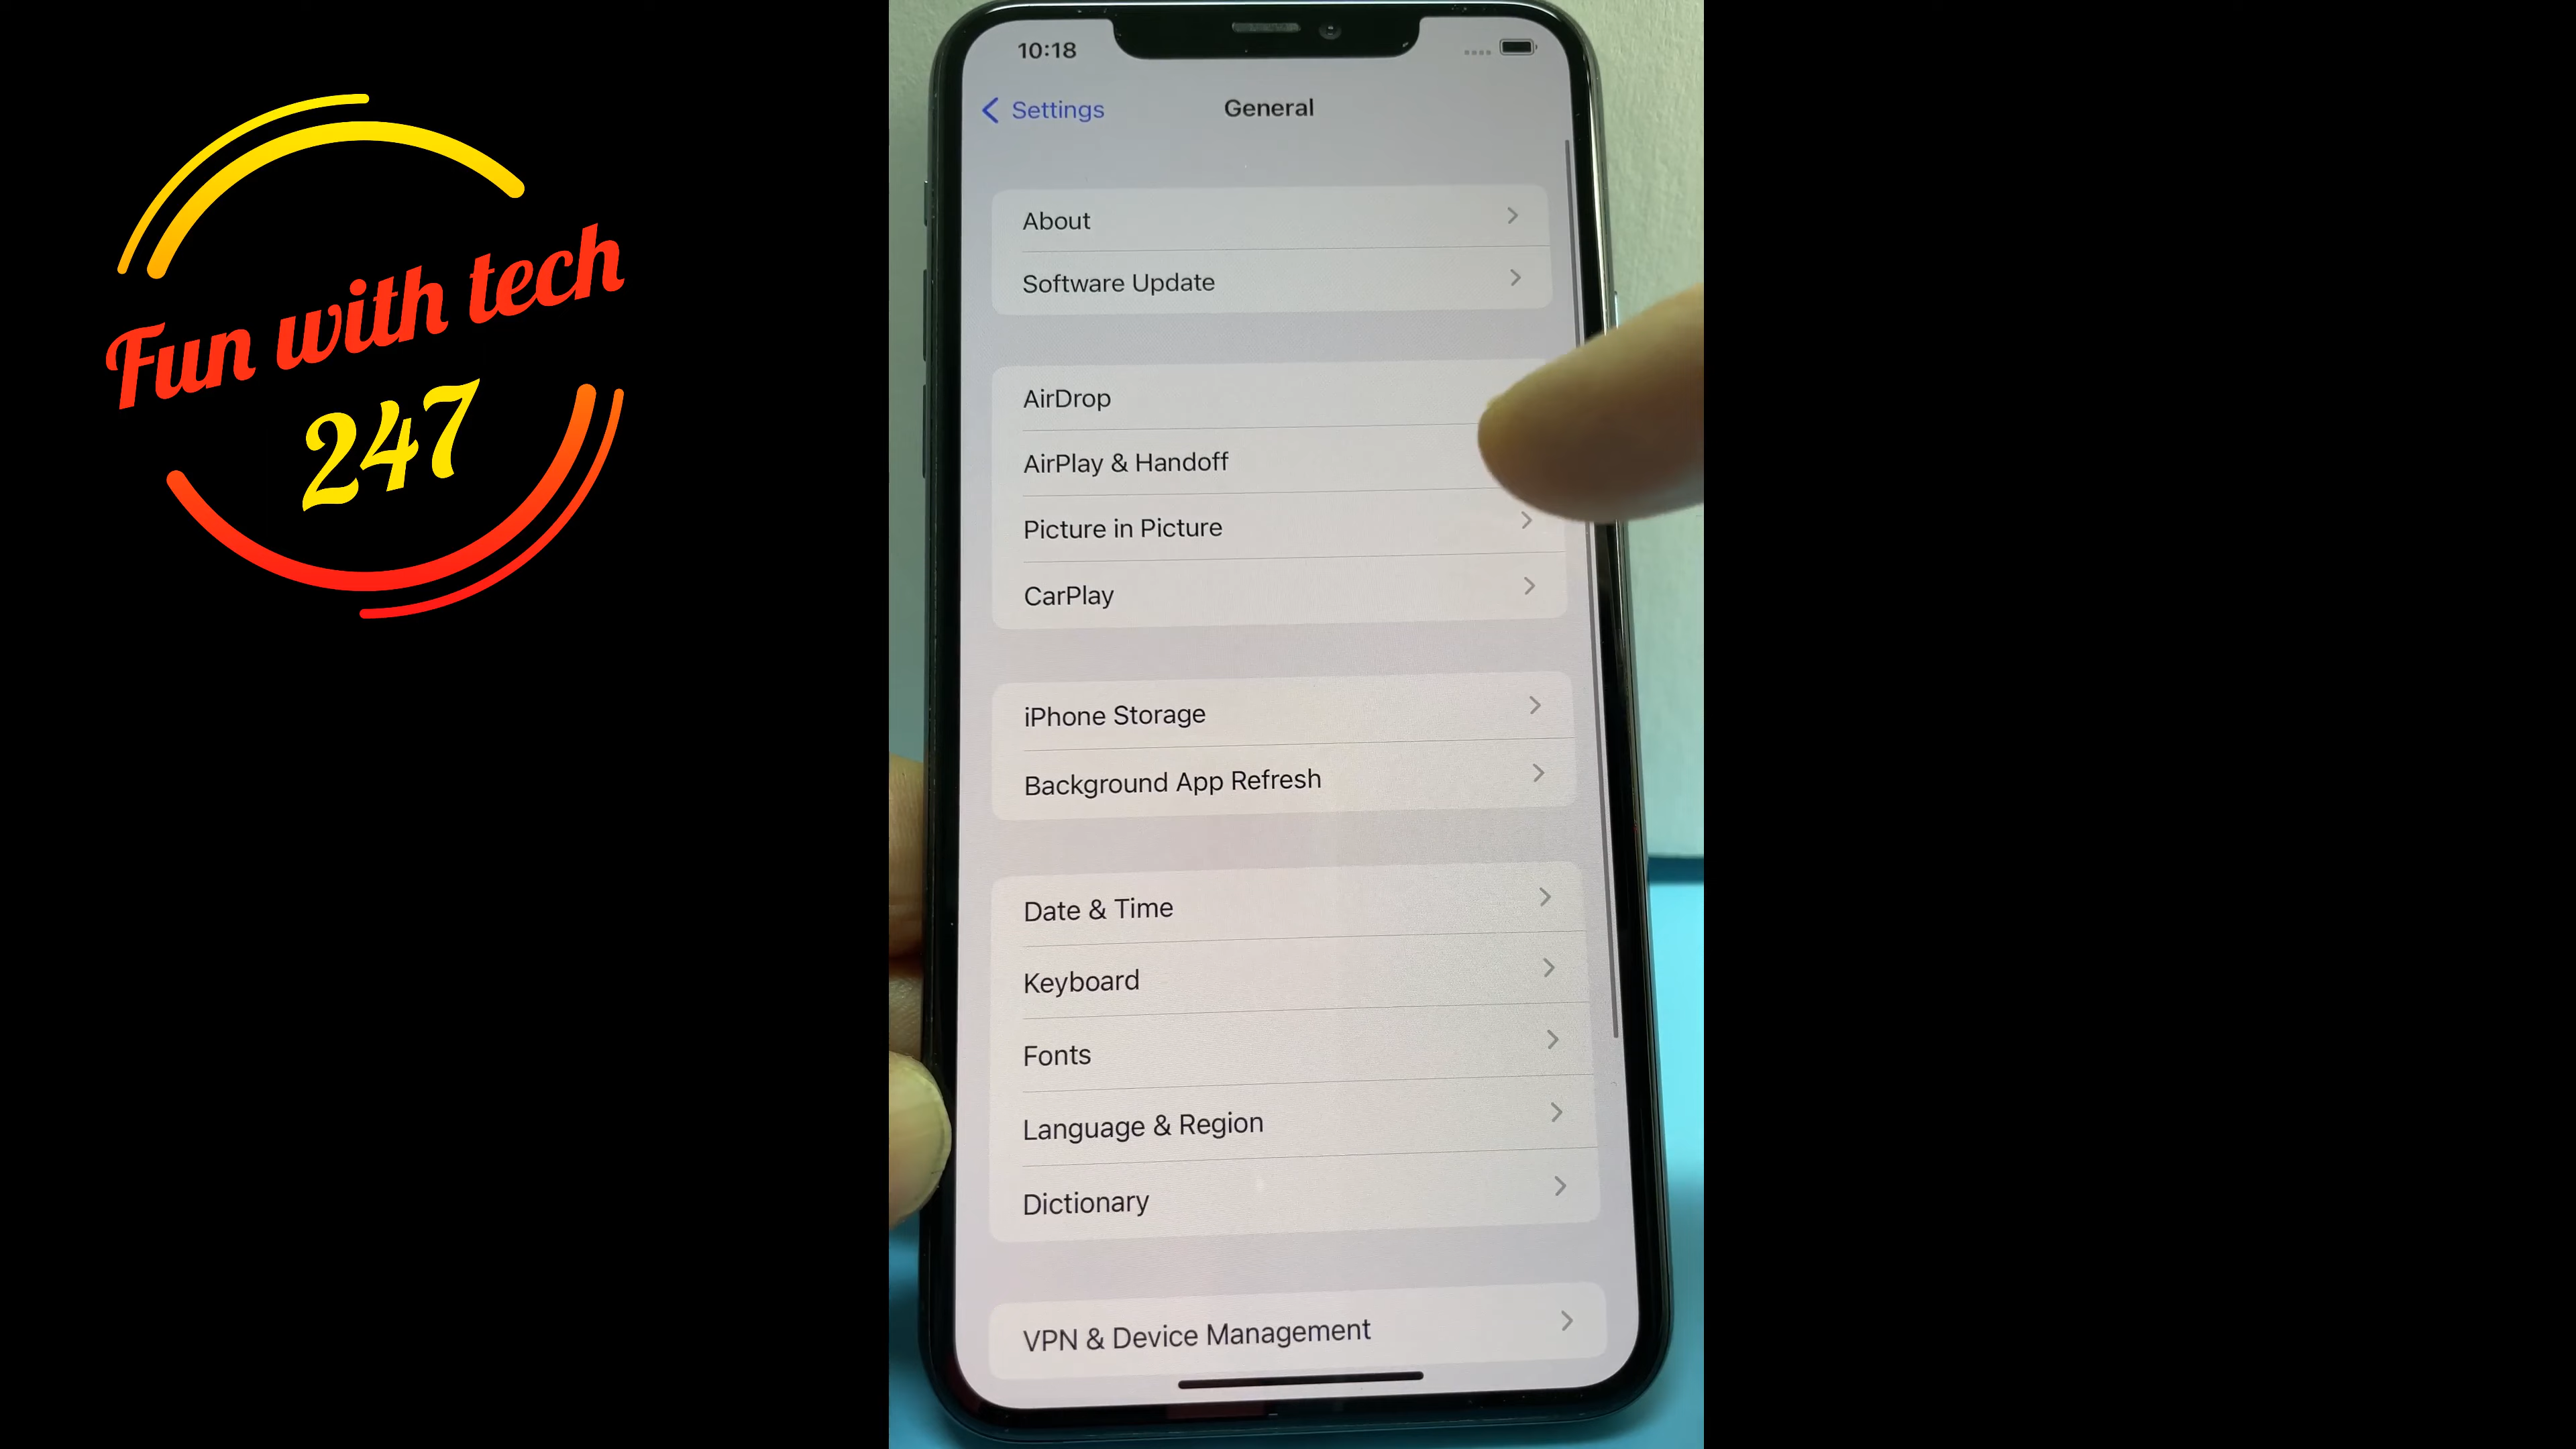 Fun with tech
247
10:18
Settings
General
About
Software Update
AirDrop
AirPlay & Handoff
Picture in Picture
CarPlay
iPhone Storage
Background App Refresh
Date & Time
Keyboard
Fonts
Language & Region
Dictionary
VPN & Device Management